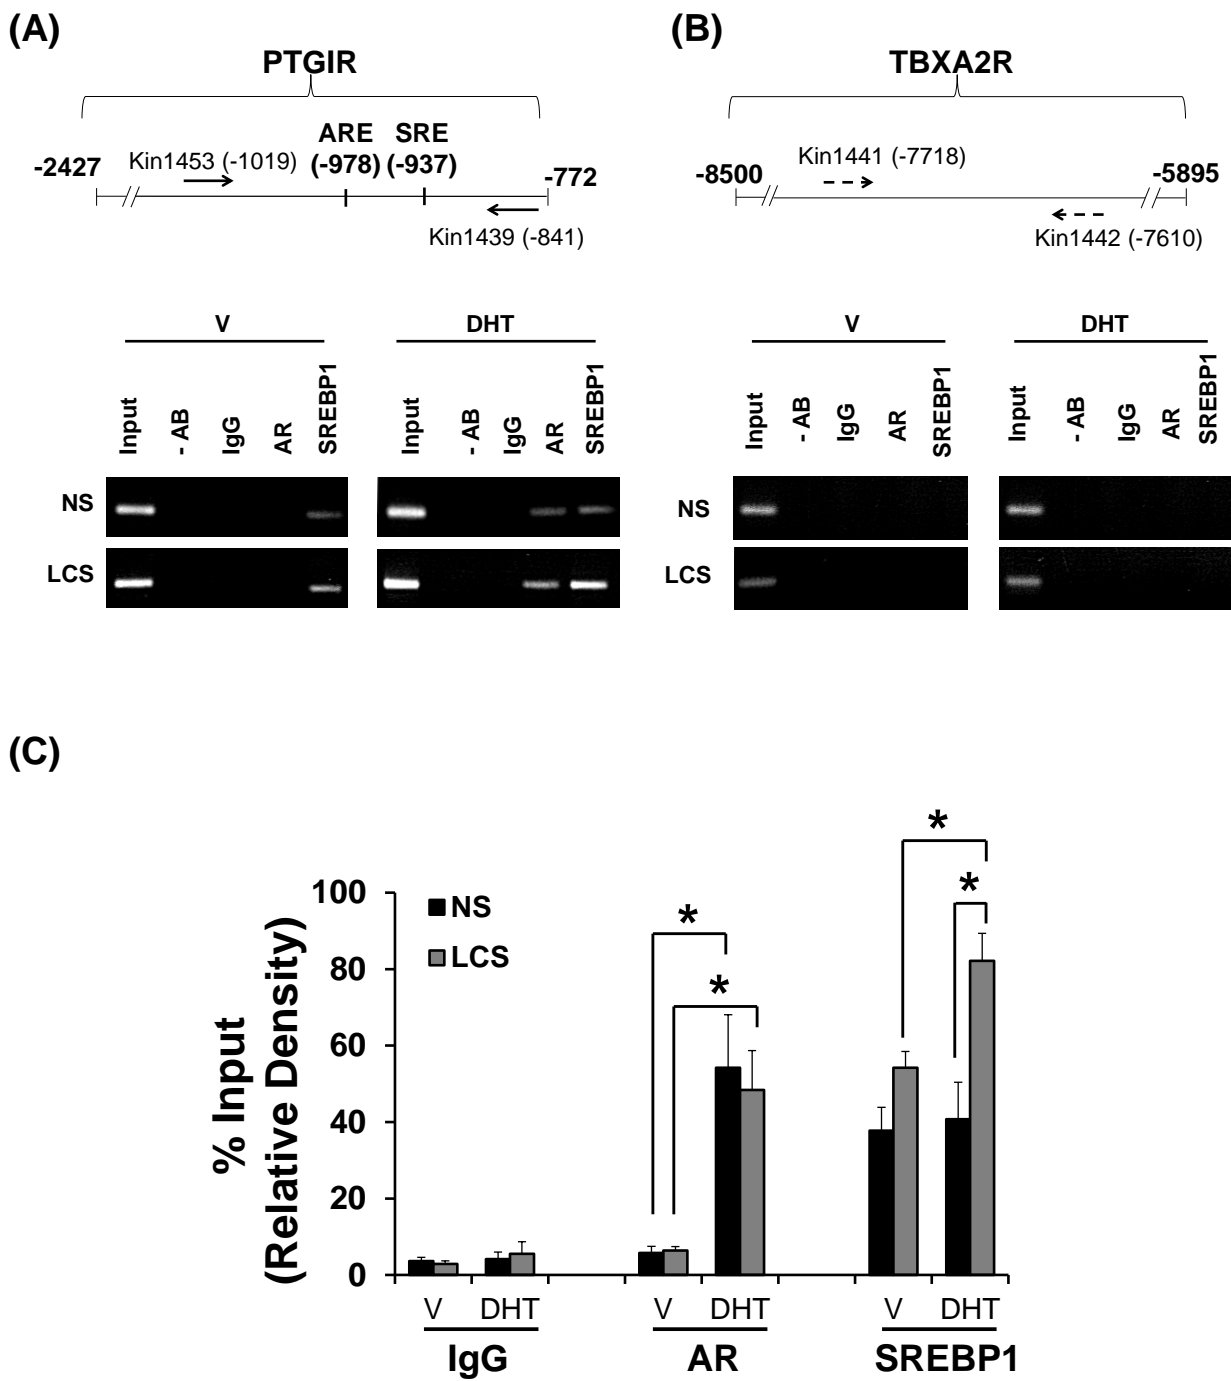 (A)
PTGIR
ARE SRE
Kin1453 (-1019) (-978) (-937)
-2427
-772
Kin1439 (-841)
V
DHT
Input - AB IgG AR SREBP1
Input - AB IgG AR SREBP1
NS
LCS
(B)
TBXA2R
Kin1441 (-7718)
-8500
-5895
Kin1442 (-7610)
V
DHT
Input - AB IgG AR SREBP1
Input - AB IgG AR SREBP1
NS
LCS
(C)
% Input
(Relative Density)
100
80
60
40
20
0
NS
LCS
*
*
*
*
V DHT
IgG
V DHT
AR
V DHT
SREBP1